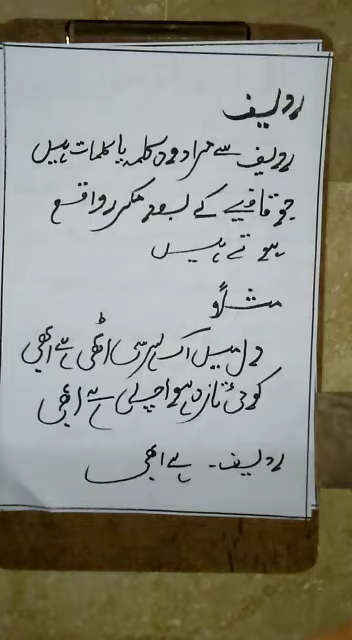 ردیف
ردیف سے مراد وہ کلمہ یا کلمات ہیں
جو قافیے کے بعد مکرر واقع
ہوتے ہیں
مثلاً
دل میں اک لہر سی اٹھی ہے ابھی
کوئی تازہ ہوا چلی ہے ابھی
ردیف - ہے ابھی